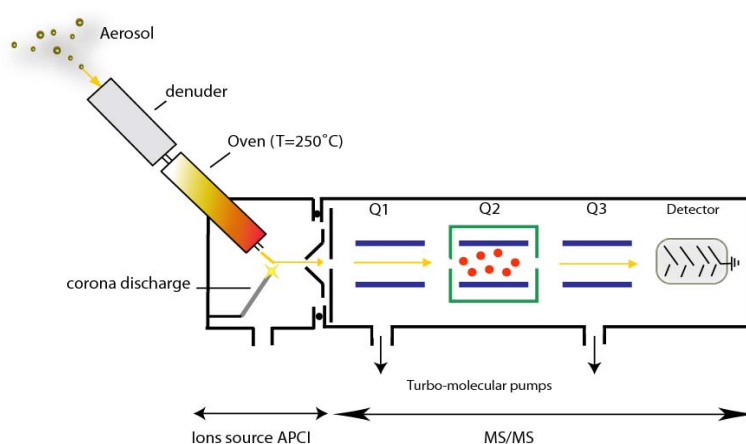 Aerosol
denuder
Oven (T=250°C)
Q1 Q2 Q3 Detector
corona discharge
Turbo-molecular pumps
Ions source APCI MS/MS